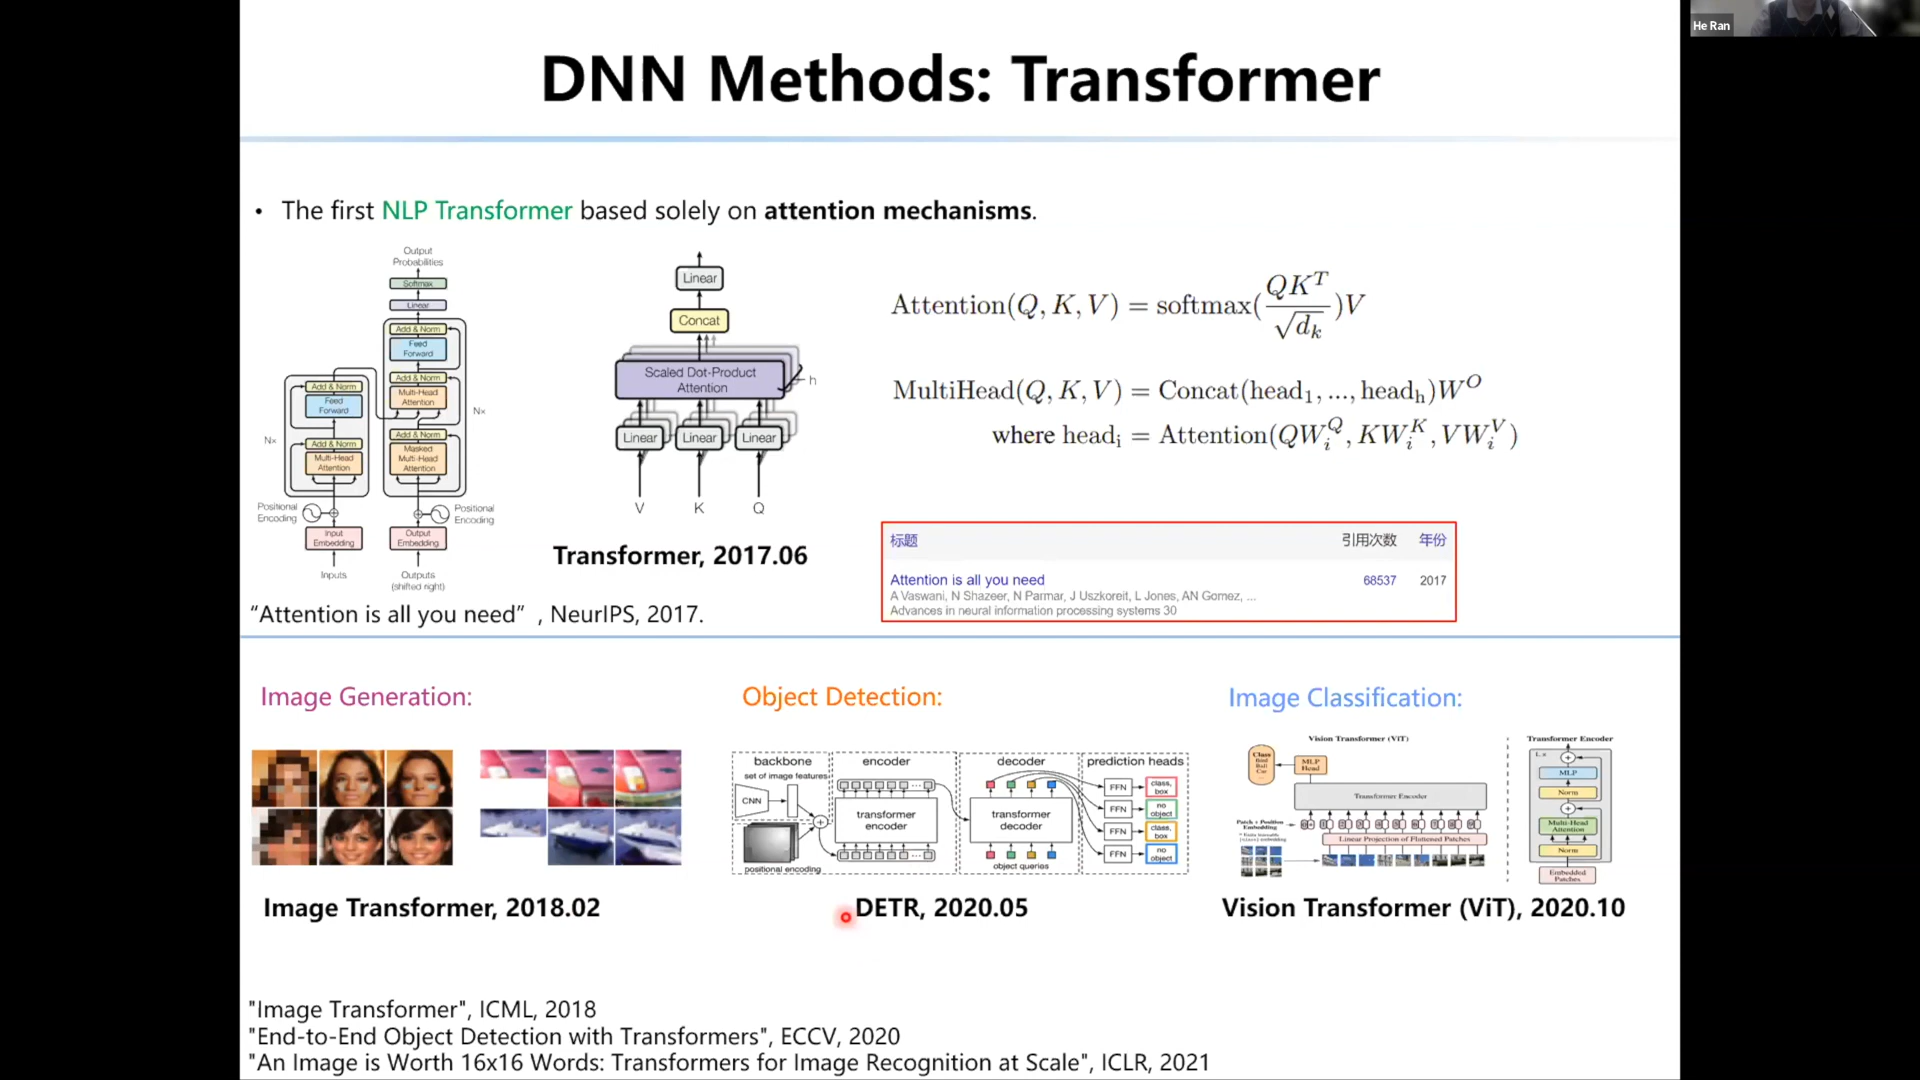 He Ran
DNN Methods: Transformer
• The first NLP Transformer based solely on attention mechanisms.
Output
Probabilities
Softmax
Linear
Add & Norm
Feed
Forward
Add & Norm
Multi-Head
Attention
Add & Norm
Masked
Multi-Head
Attention
Nx
Add & Norm
Feed
Forward
Add & Norm
Multi-Head
Attention
Nx
Positional
Encoding
Positional
Encoding
Input
Embedding
Output
Embedding
Inputs
Outputs
(shifted right)
Linear
Concat
Scaled Dot-Product
Attention
h
Linear Linear Linear
V K Q
Transformer, 2017.06
Attention(Q, K, V) = softmax(QK^T / √d_k)V
MultiHead(Q, K, V) = Concat(head_1, ..., head_h)W^O
where head_i = Attention(QW_i^Q, KW_i^K, VW_i^V)
标题 引用次数 年份
Attention is all you need 68537 2017
A Vaswani, N Shazeer, N Parmar, J Uszkoreit, L Jones, AN Gomez, ...
Advances in neural information processing systems 30
“Attention is all you need” , NeurIPS, 2017.
Image Generation:
Image Transformer, 2018.02
Object Detection:
backbone encoder decoder prediction heads
set of image features
CNN
positional encoding
transformer
encoder
transformer
decoder
object queries
FFN
class,
box
FFN
no
object
FFN
class,
box
FFN
no
object
DETR, 2020.05
Image Classification:
Vision Transformer (ViT)
Class
Bird
Ball
Car
...
MLP
Head
Transformer Encoder
Patch + Position
Embedding
Linear Projection of Flattened Patches
Transformer Encoder
L x
MLP
Norm
Multi-Head
Attention
Norm
Embedded
Patches
Vision Transformer (ViT), 2020.10
"Image Transformer", ICML, 2018
"End-to-End Object Detection with Transformers", ECCV, 2020
"An Image is Worth 16x16 Words: Transformers for Image Recognition at Scale", ICLR, 2021